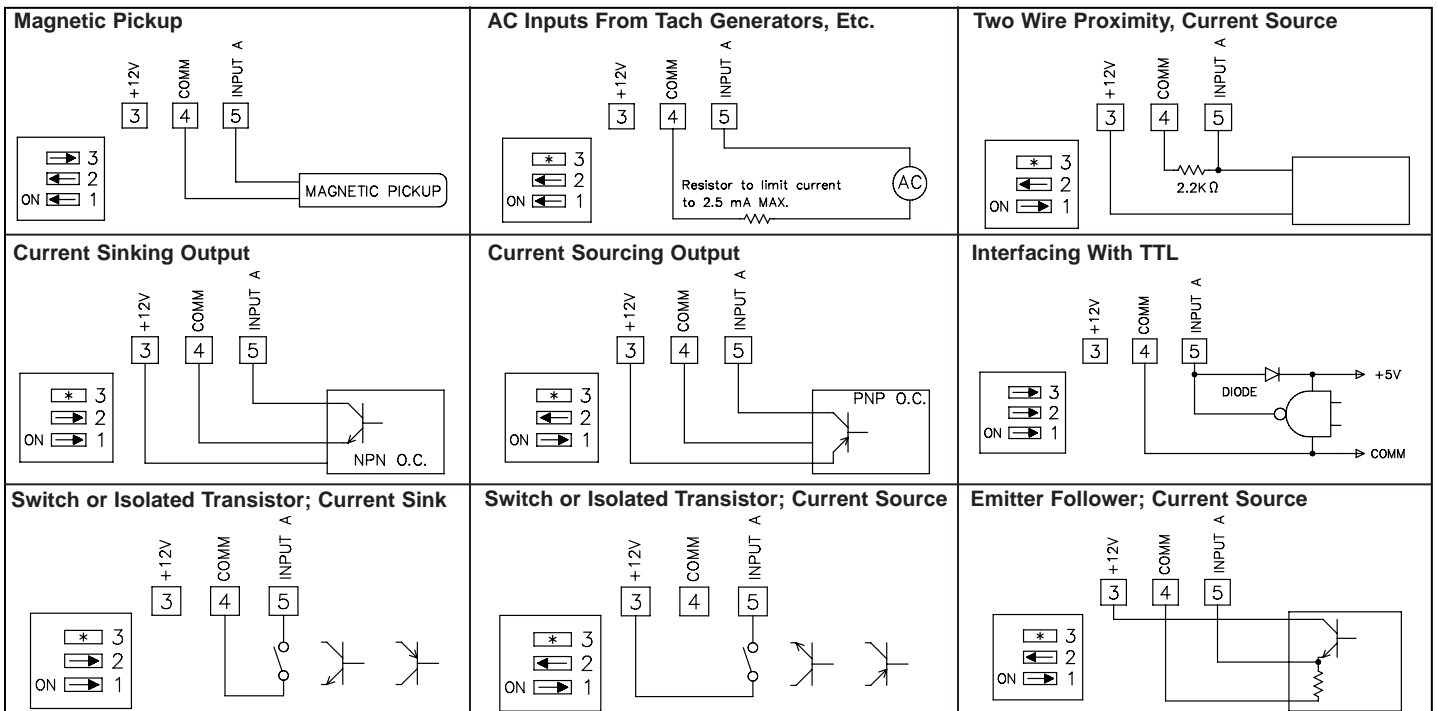 Magnetic Pickup
+12V COMM INPUT A
3 4 5
3
2
ON 1
MAGNETIC PICKUP
AC Inputs From Tach Generators, Etc.
+12V COMM INPUT A
3 4 5
* 3
2
ON 1
Resistor to limit current
to 2.5 mA MAX.
AC
Two Wire Proximity, Current Source
+12V COMM INPUT A
3 4 5
* 3
2
ON 1
2.2KΩ
Current Sinking Output
+12V COMM INPUT A
3 4 5
* 3
2
ON 1
NPN O.C.
Current Sourcing Output
+12V COMM INPUT A
3 4 5
* 3
2
ON 1
PNP O.C.
Interfacing With TTL
+12V COMM INPUT A
3 4 5
3
2
ON 1
DIODE
+5V
COMM
Switch or Isolated Transistor; Current Sink
+12V COMM INPUT A
3 4 5
* 3
2
ON 1
Switch or Isolated Transistor; Current Source
+12V COMM INPUT A
3 4 5
* 3
2
ON 1
Emitter Follower; Current Source
+12V COMM INPUT A
3 4 5
* 3
2
ON 1